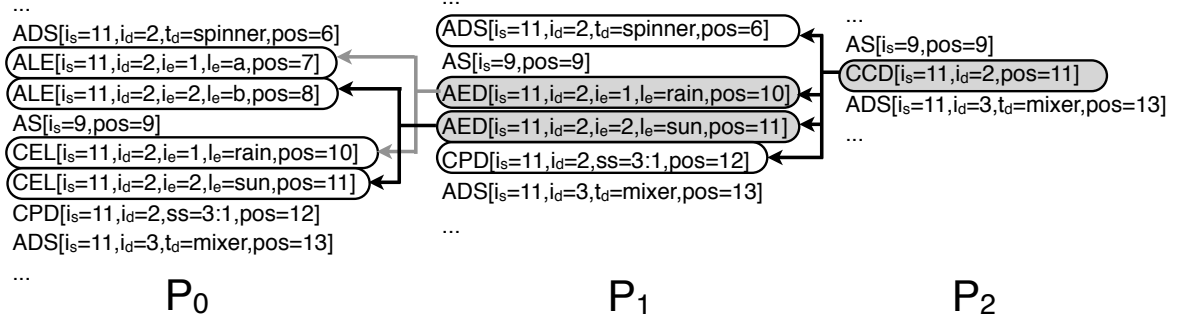 ...
ADS[is=11,id=2,td=spinner,pos=6]
ALE[is=11,id=2,ie=1,le=a,pos=7]
ALE[is=11,id=2,ie=2,le=b,pos=8]
AS[is=9,pos=9]
CEL[is=11,id=2,ie=1,le=rain,pos=10]
CEL[is=11,id=2,ie=2,le=sun,pos=11]
CPD[is=11,id=2,ss=3:1,pos=12]
ADS[is=11,id=3,td=mixer,pos=13]
...
P0
...
ADS[is=11,id=2,td=spinner,pos=6]
AS[is=9,pos=9]
AED[is=11,id=2,ie=1,le=rain,pos=10]
AED[is=11,id=2,ie=2,le=sun,pos=11]
CPD[is=11,id=2,ss=3:1,pos=12]
ADS[is=11,id=3,td=mixer,pos=13]
...
P1
...
AS[is=9,pos=9]
CCD[is=11,id=2,pos=11]
ADS[is=11,id=3,td=mixer,pos=13]
...
P2